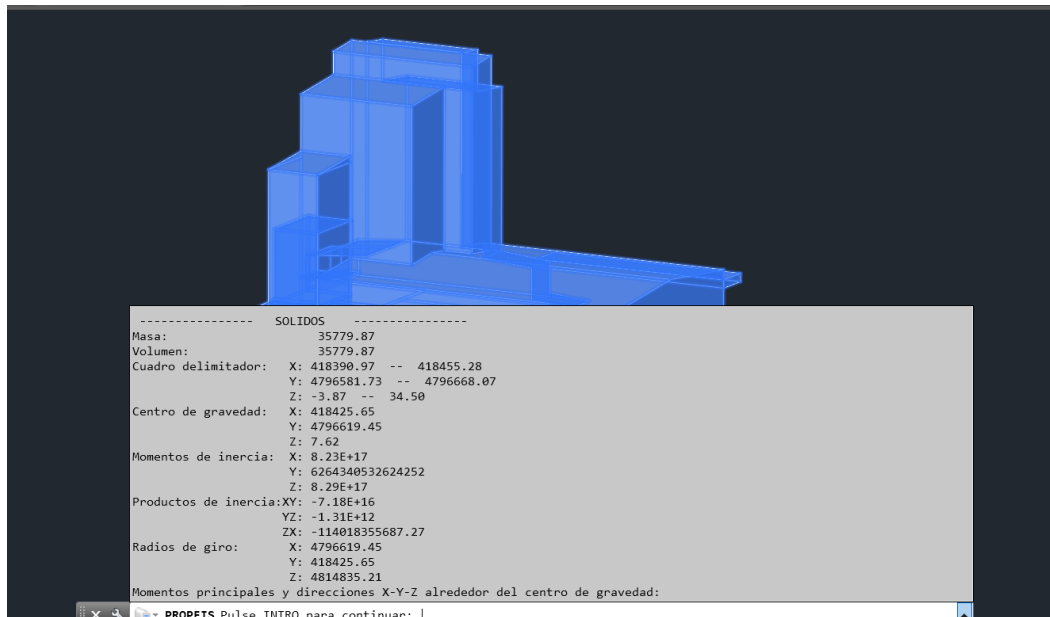 ---------------- SOLIDOS ----------------
Masa: 35779.87
Volumen: 35779.87
Cuadro delimitador: X: 418390.97 -- 418455.28
Y: 4796581.73 -- 4796668.07
Z: -3.87 -- 34.50
Centro de gravedad: X: 418425.65
Y: 4796619.45
Z: 7.62
Momentos de inercia: X: 8.23E+17
Y: 6264340532624252
Z: 8.29E+17
Productos de inercia:XY: -7.18E+16
YZ: -1.31E+12
ZX: -114018355687.27
Radios de giro: X: 4796619.45
Y: 418425.65
Z: 4814835.21
Momentos principales y direcciones X-Y-Z alrededor del centro de gravedad:
PROPFIS Pulse INTRO para continuar: